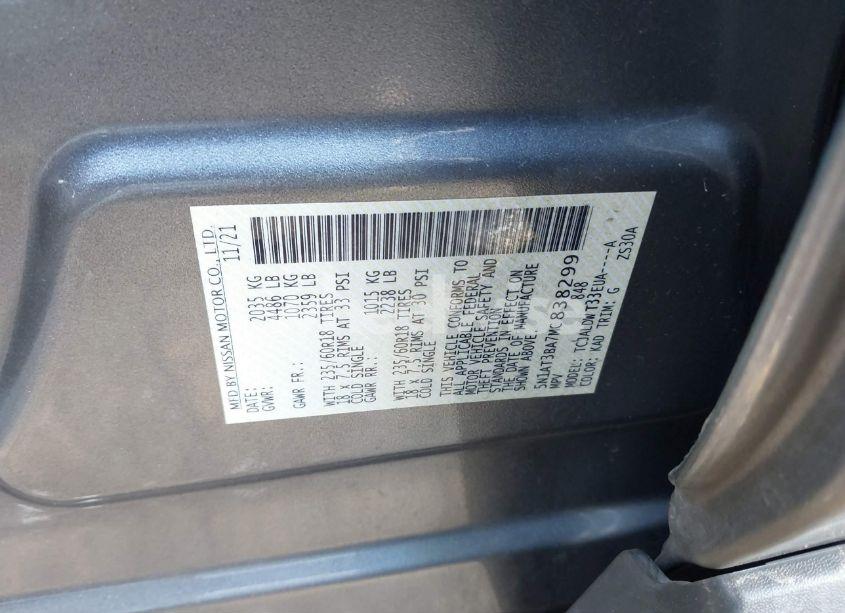 MFD. BY NISSAN MOTOR CO., LTD.
DATE: 11/21
GVWR: 2035 KG
4486 LB
GAWR FR.: 1070 KG
2359 LB
WITH 235/60R18 TIRES
18 x 7.5 RIMS AT 33 PSI
COLD SINGLE
GAWR RR.: 1015 KG
2238 LB
WITH 235/60R18 TIRES
18 x 7.5 RIMS AT 30 PSI
COLD SINGLE
THIS VEHICLE CONFORMS TO
ALL APPLICABLE FEDERAL
MOTOR VEHICLE SAFETY AND
THEFT PREVENTION
STANDARDS IN EFFECT ON
THE DATE OF MANUFACTURE
SHOWN ABOVE
5N1AT3BA7MC838299
MPV 848
MODEL: TCJALDWT33EUA----A
COLOR: KAD TRIM: G ZS30A